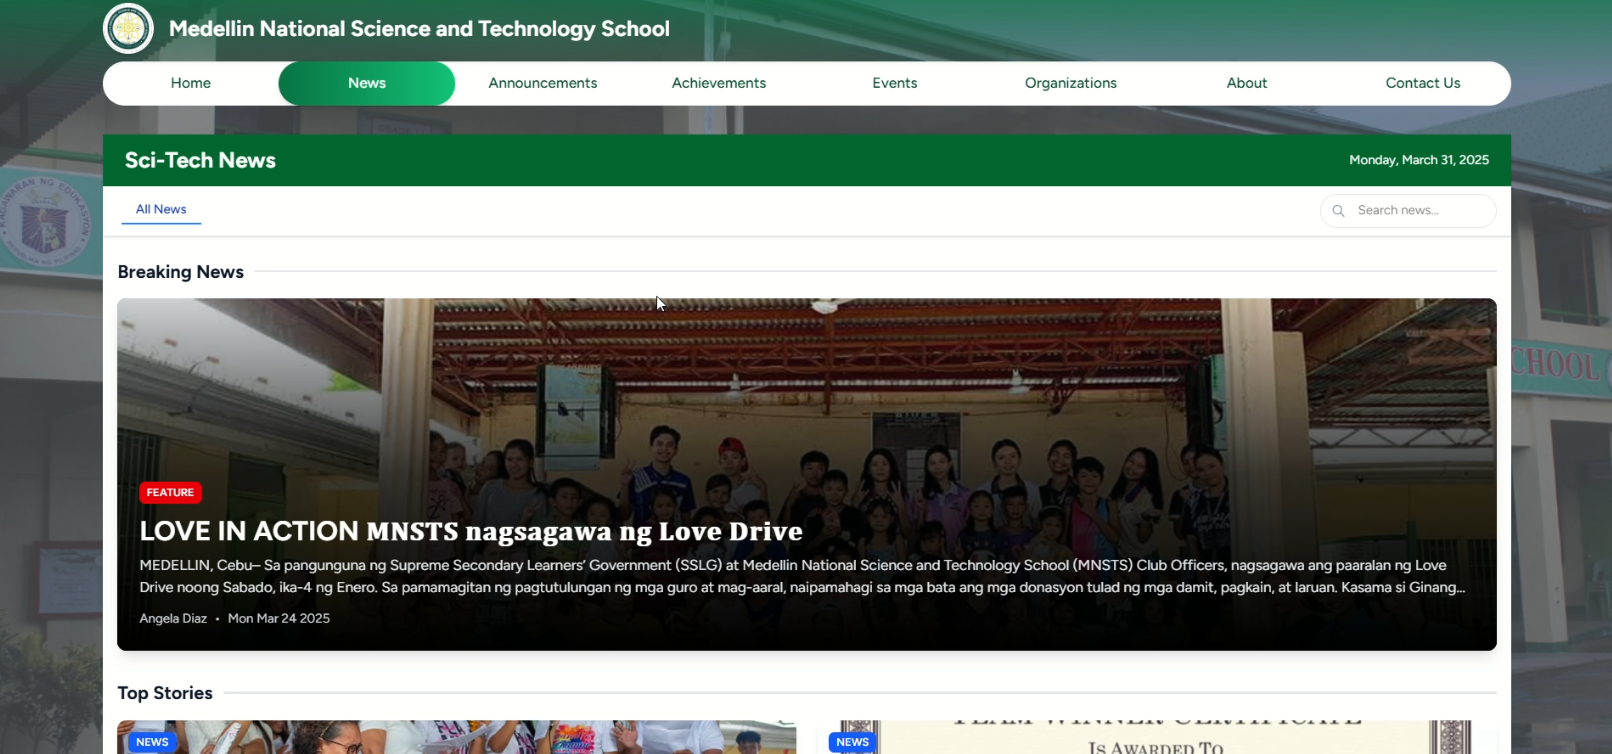 Medellin National Science and Technology School
Home News Announcements Achievements Events Organizations About Contact Us
Sci-Tech News
Monday, March 31, 2025
All News
Search news...
Breaking News
FEATURE
LOVE IN ACTION MNSTS nagsagawa ng Love Drive
MEDELLIN, Cebu– Sa pangunguna ng Supreme Secondary Learners’ Government (SSLG) at Medellin National Science and Technology School (MNSTS) Club Officers, nagsagawa ang paaralan ng Love
Drive noong Sabado, ika-4 ng Enero. Sa pamamagitan ng pagtutulungan ng mga guro at mag-aaral, naipamahagi sa mga bata ang mga donasyon tulad ng mga damit, pagkain, at laruan. Kasama si Ginang...
Angela Diaz • Mon Mar 24 2025
Top Stories
NEWS
NEWS
TEAM WINNER CERTIFICATE
IS AWARDED TO